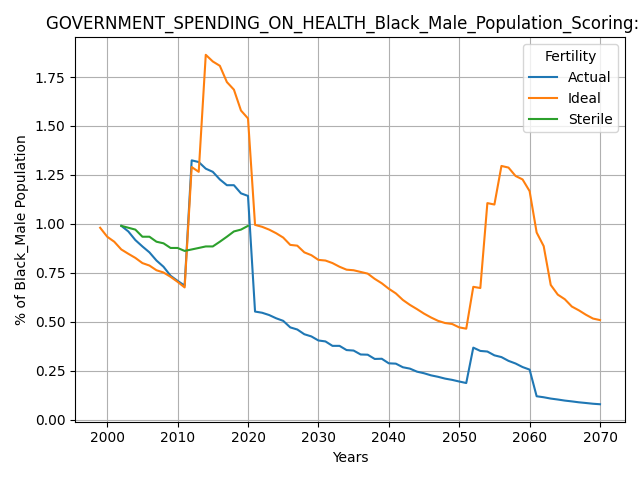 GOVERNMENT_SPENDING_ON_HEALTH_Black_Male_Population_Scoring:
% of Black_Male Population
1.75
1.50
1.25
1.00
0.75
0.50
0.25
0.00
Fertility
Actual
Ideal
Sterile
2000 2010 2020 2030 2040 2050 2060 2070
Years